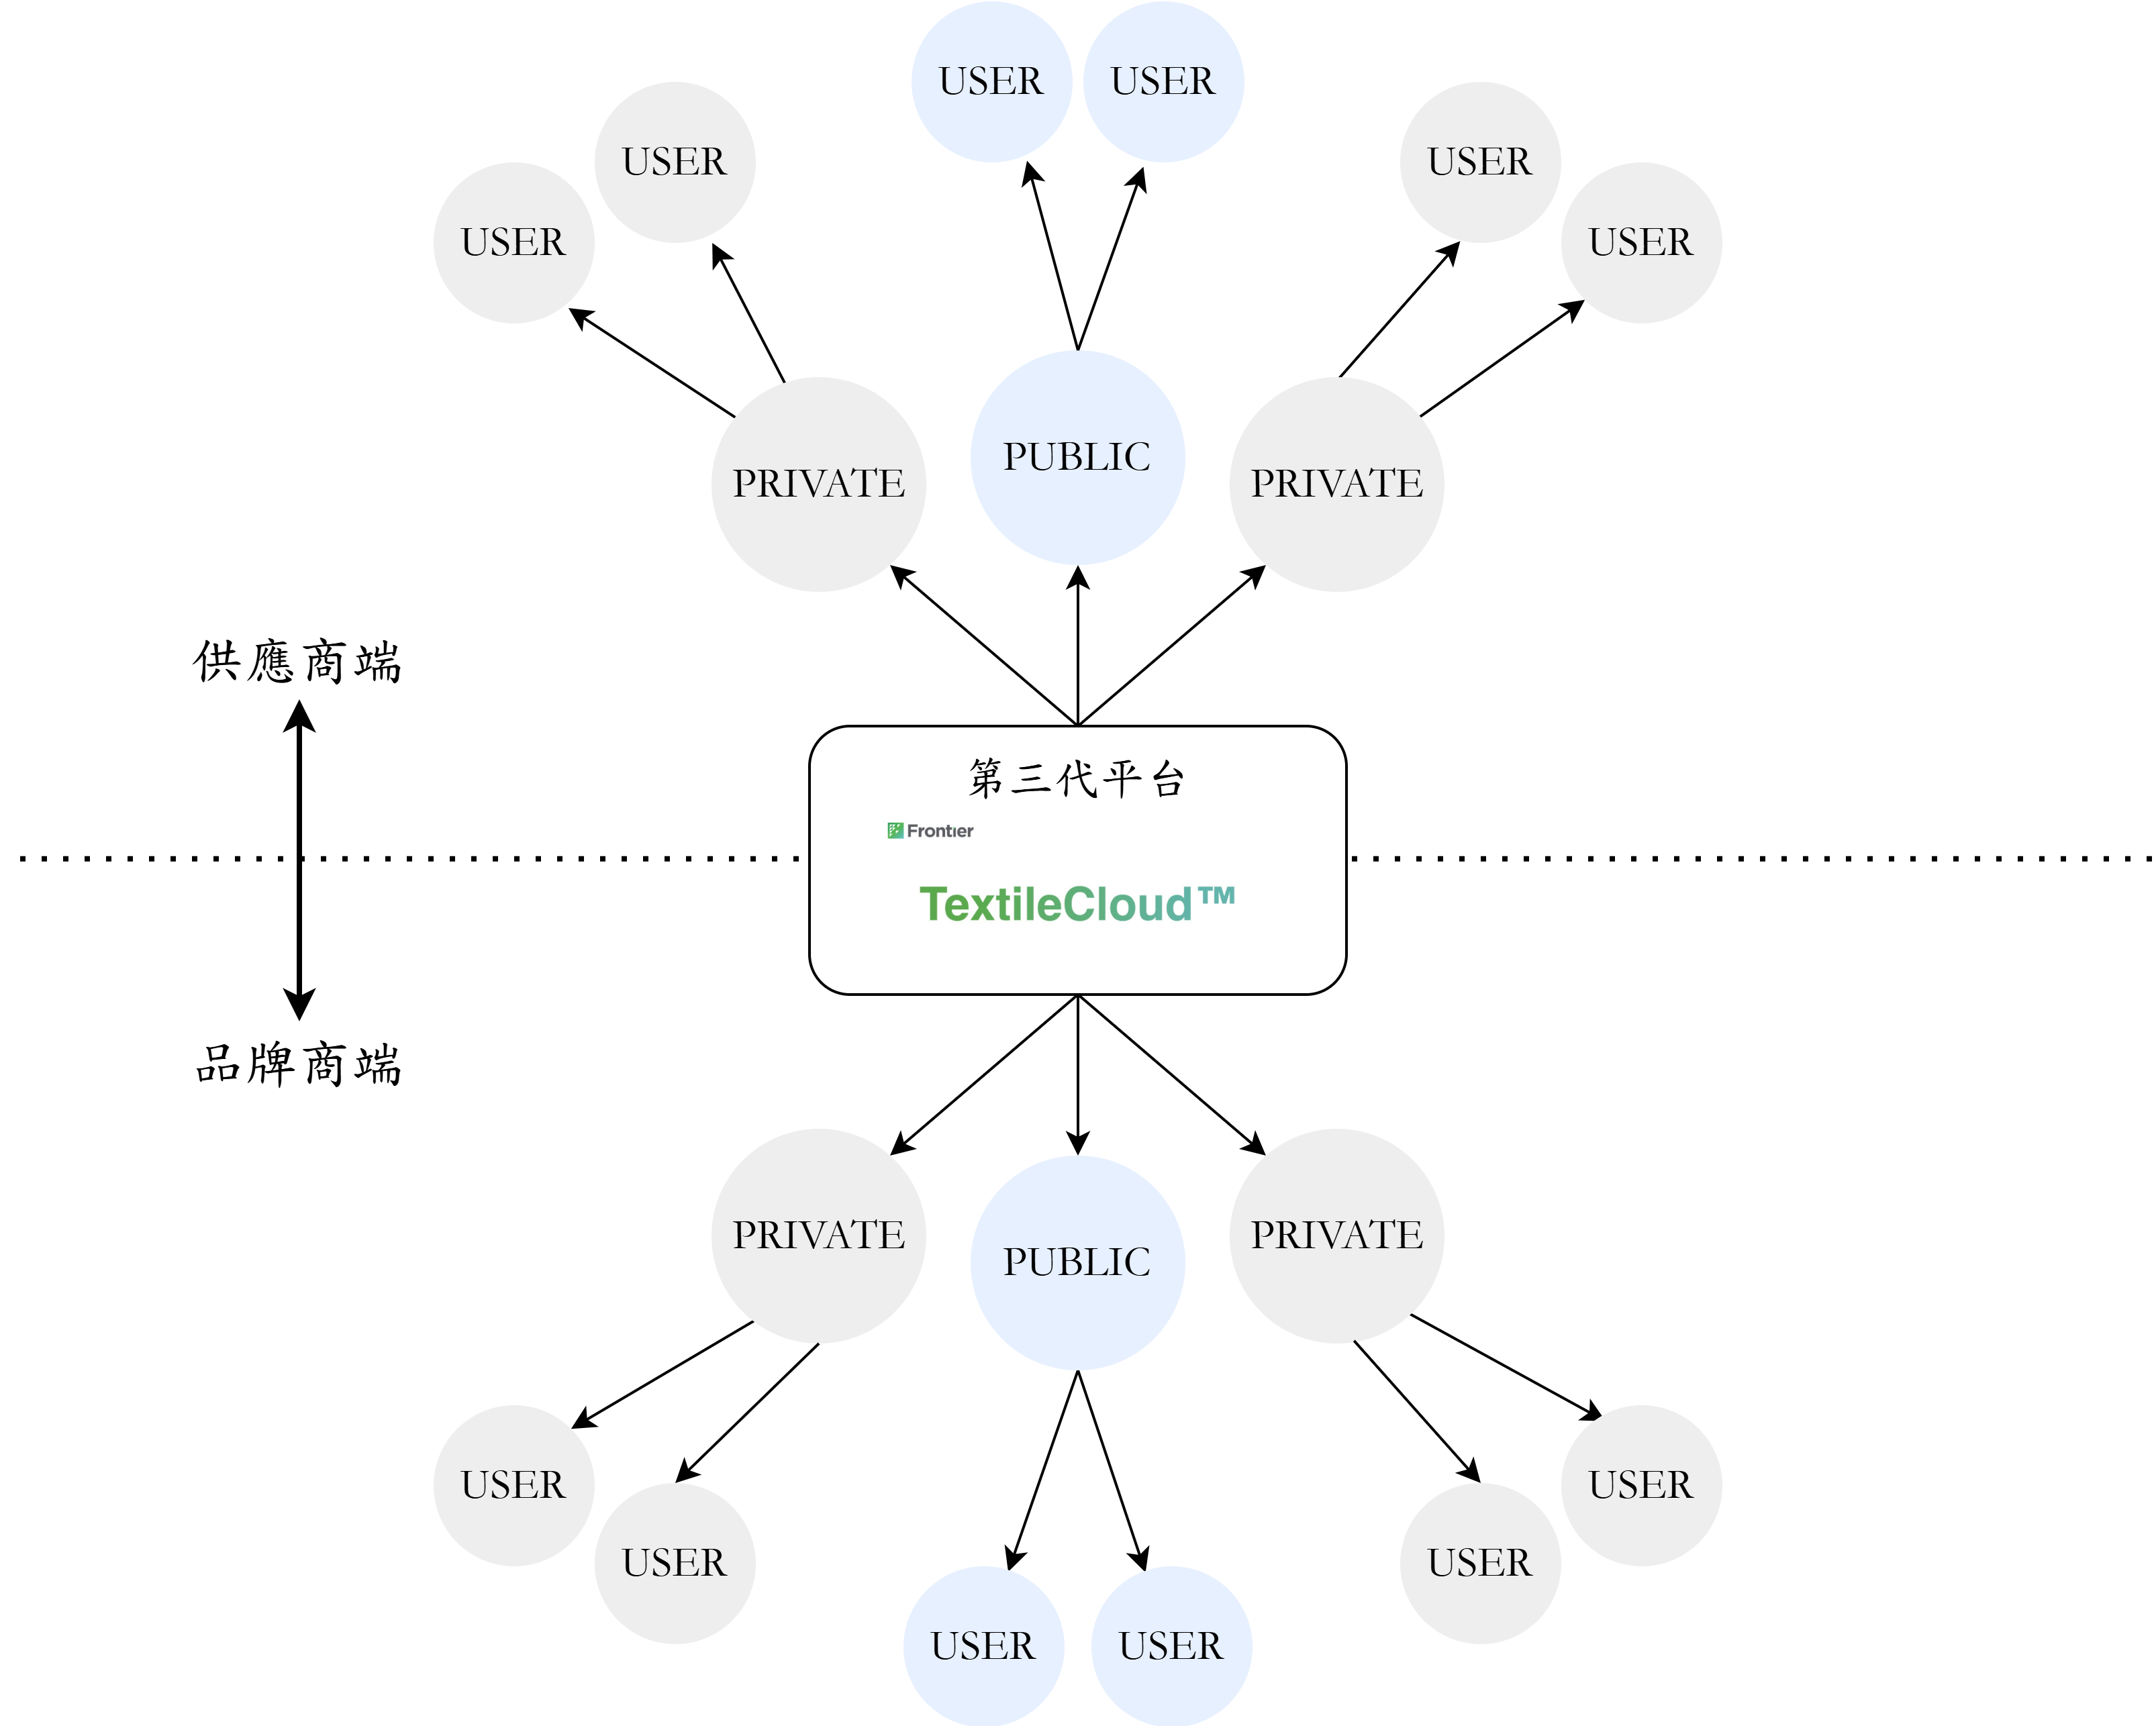 USER
USER
USER
USER
USER
USER
PUBLIC
PRIVATE
PRIVATE
供應商端
第三代平台
Frontier
TextileCloud™
品牌商端
PRIVATE
PUBLIC
PRIVATE
USER
USER
USER
USER
USER
USER